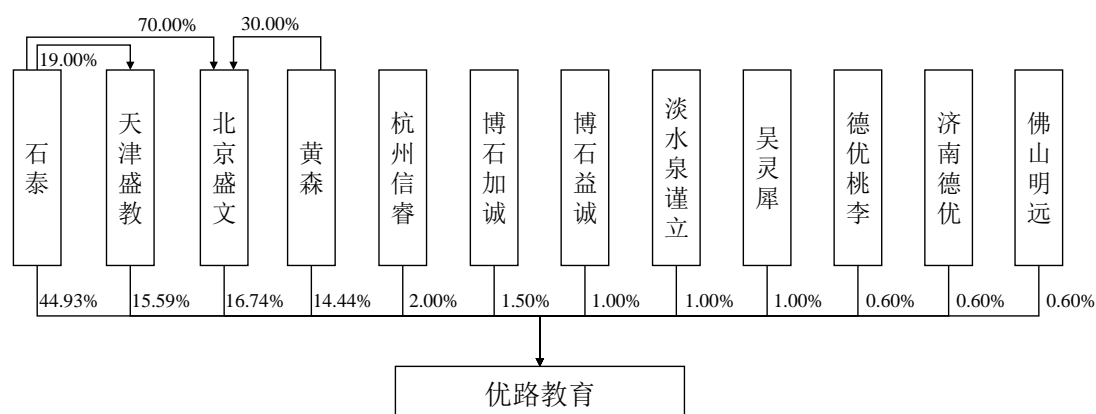 70.00%
30.00%
19.00%
石泰
天津盛教
北京盛文
黄森
杭州信睿
博石加诚
博石益诚
淡水泉谨立
吴灵犀
德优桃李
济南德优
佛山明远
44.93%
15.59%
16.74%
14.44%
2.00%
1.50%
1.00%
1.00%
1.00%
0.60%
0.60%
0.60%
优路教育